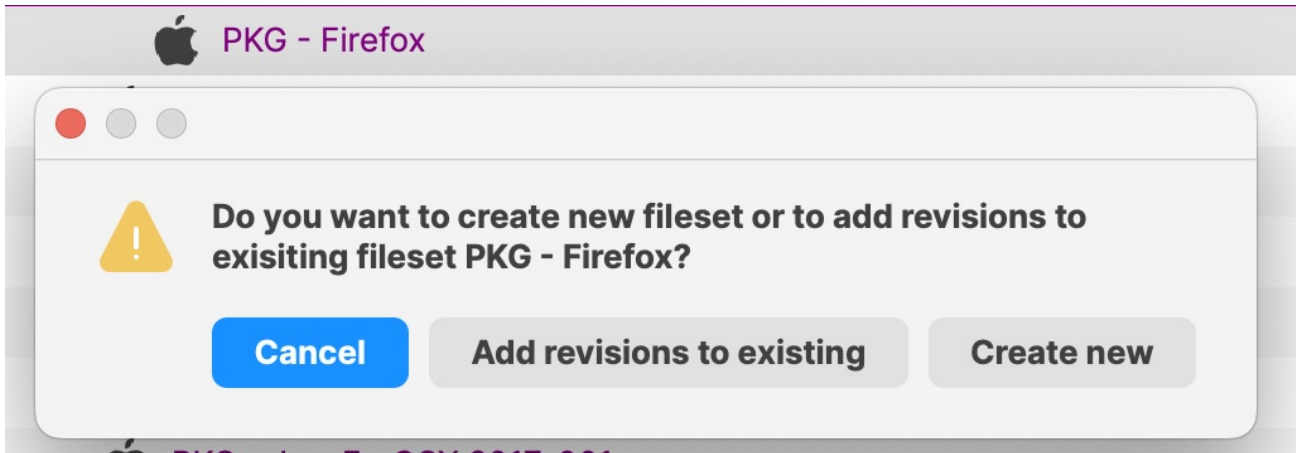 PKG - Firefox
Do you want to create new fileset or to add revisions to
exisiting fileset PKG - Firefox?
Cancel
Add revisions to existing
Create new